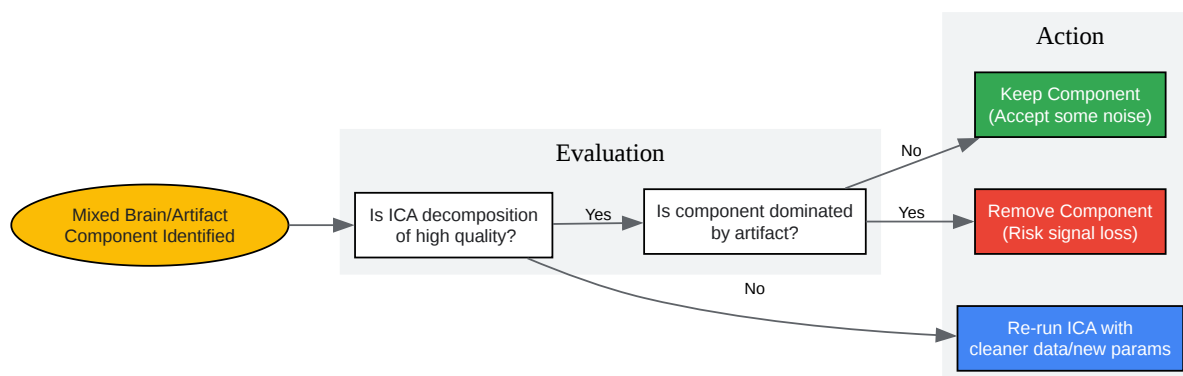 Action
Keep Component
(Accept some noise)
No
Evaluation
Mixed Brain/Artifact
Component Identified
Is ICA decomposition
of high quality?
Yes
Is component dominated
by artifact?
Yes
Remove Component
(Risk signal loss)
No
Re-run ICA with
cleaner data/new params